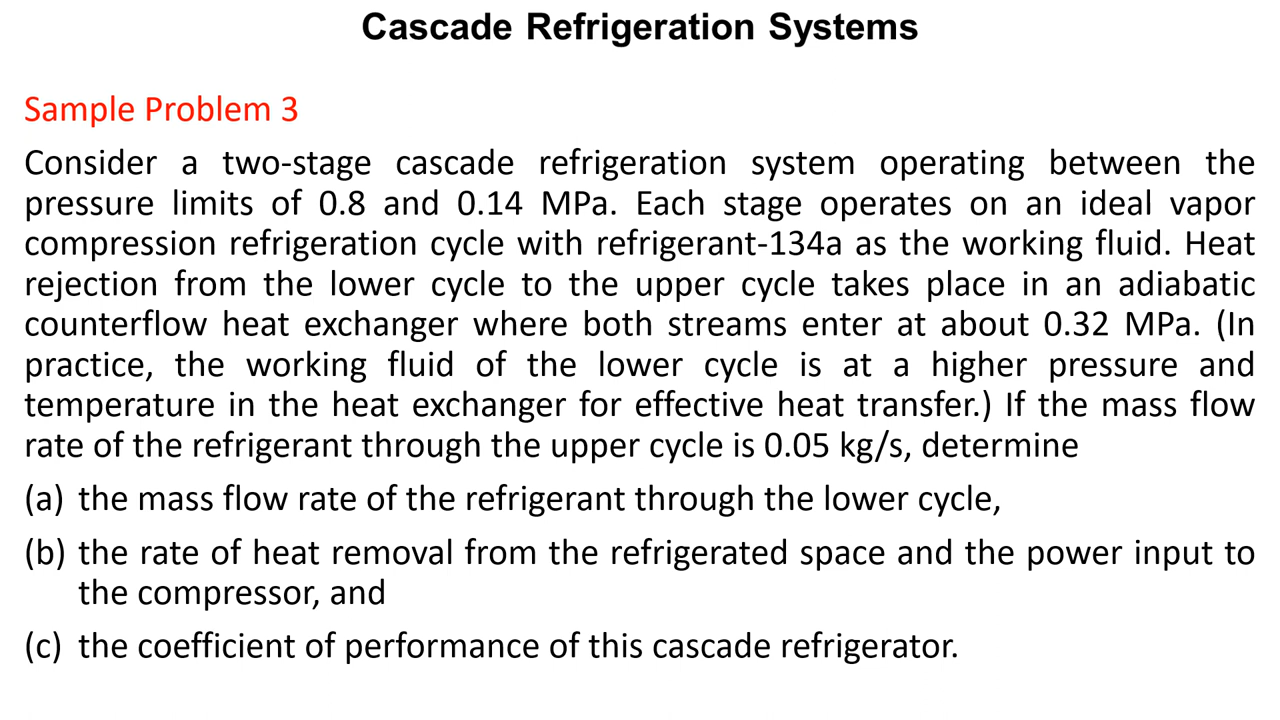 Cascade Refrigeration Systems
Sample Problem 3
Consider a two-stage cascade refrigeration system operating between the
pressure limits of 0.8 and 0.14 MPa. Each stage operates on an ideal vapor
compression refrigeration cycle with refrigerant-134a as the working fluid. Heat
rejection from the lower cycle to the upper cycle takes place in an adiabatic
counterflow heat exchanger where both streams enter at about 0.32 MPa. (In
practice, the working fluid of the lower cycle is at a higher pressure and
temperature in the heat exchanger for effective heat transfer.) If the mass flow
rate of the refrigerant through the upper cycle is 0.05 kg/s, determine
(a) the mass flow rate of the refrigerant through the lower cycle,
(b) the rate of heat removal from the refrigerated space and the power input to
the compressor, and
(c) the coefficient of performance of this cascade refrigerator.